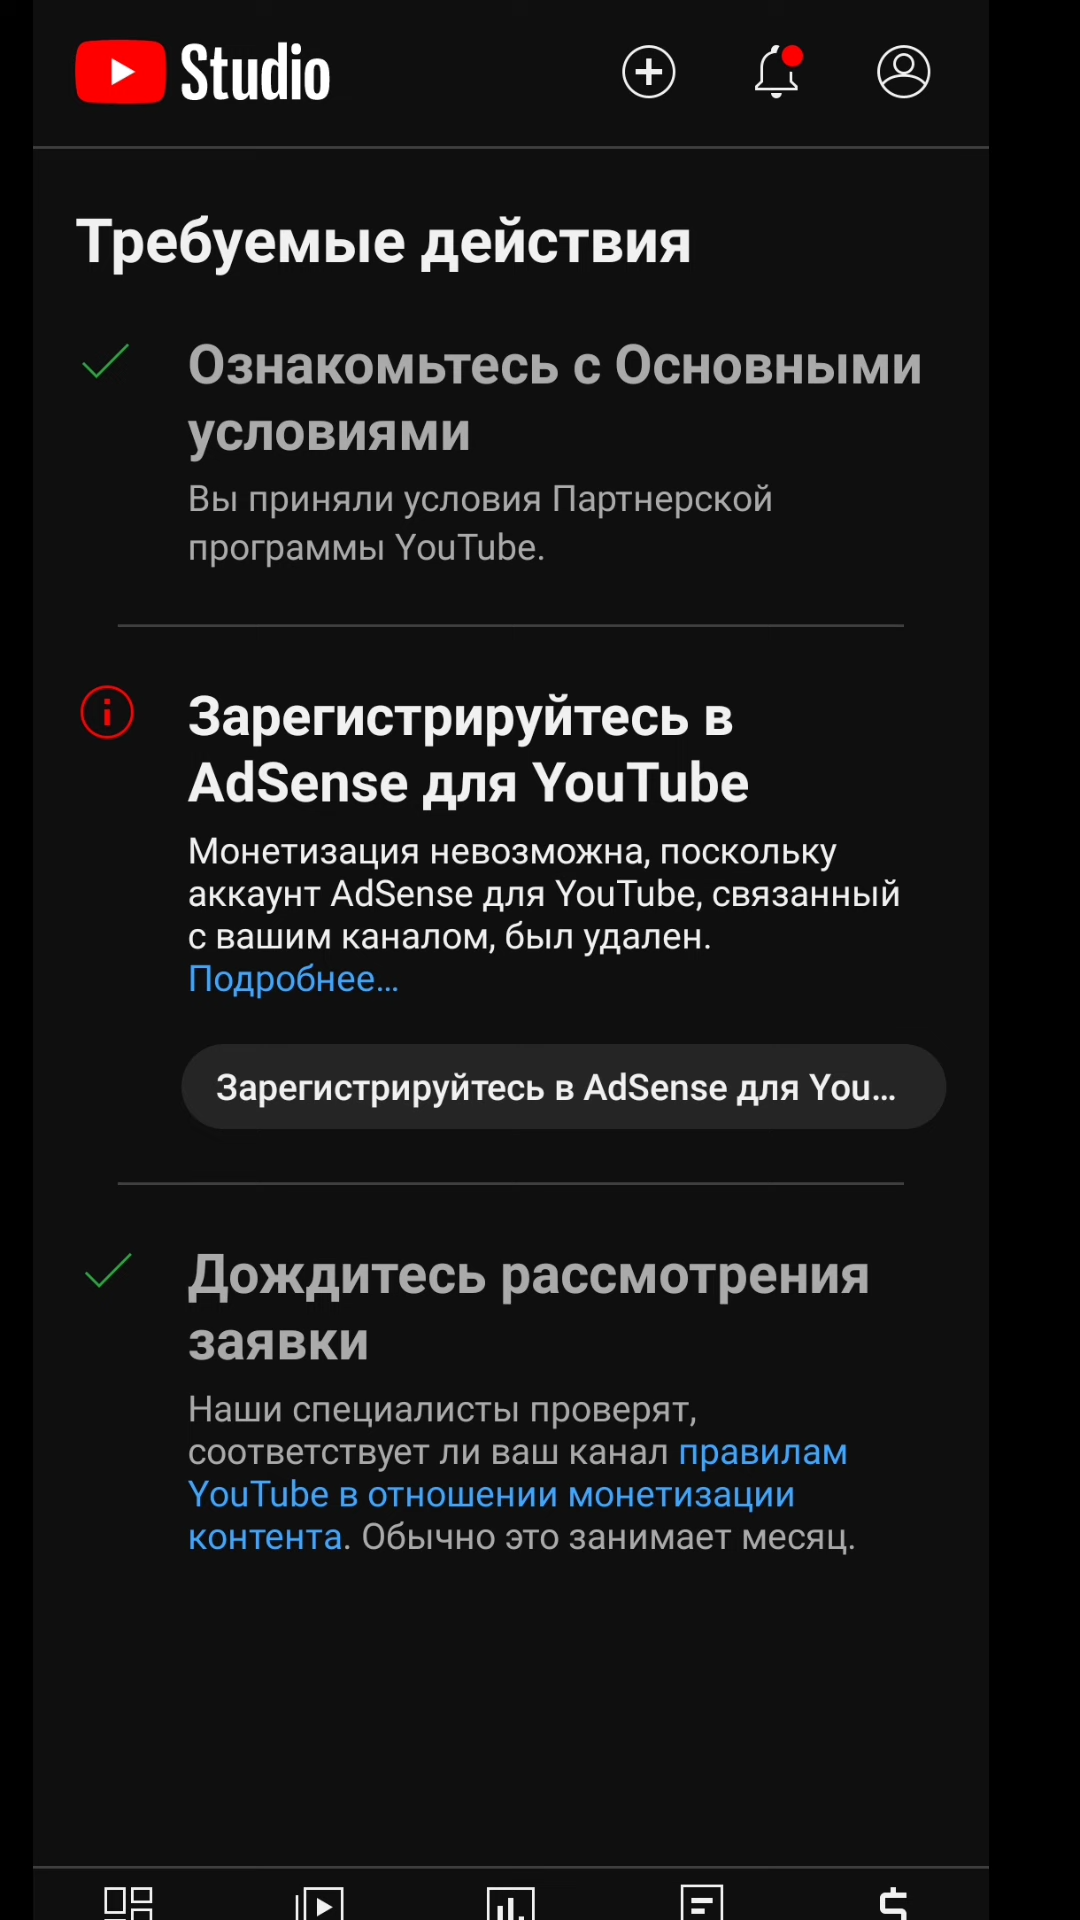 Studio
Требуемые действия
Ознакомьтесь с Основными
условиями
Вы приняли условия Партнерской
программы YouTube.
Зарегистрируйтесь в
AdSense для YouTube
Монетизация невозможна, поскольку
аккаунт AdSense для YouTube, связанный
с вашим каналом, был удален.
Подробнее...
Зарегистрируйтесь в AdSense для You...
Дождитесь рассмотрения
заявки
Наши специалисты проверят,
соответствует ли ваш канал правилам
YouTube в отношении монетизации
контента. Обычно это занимает месяц.